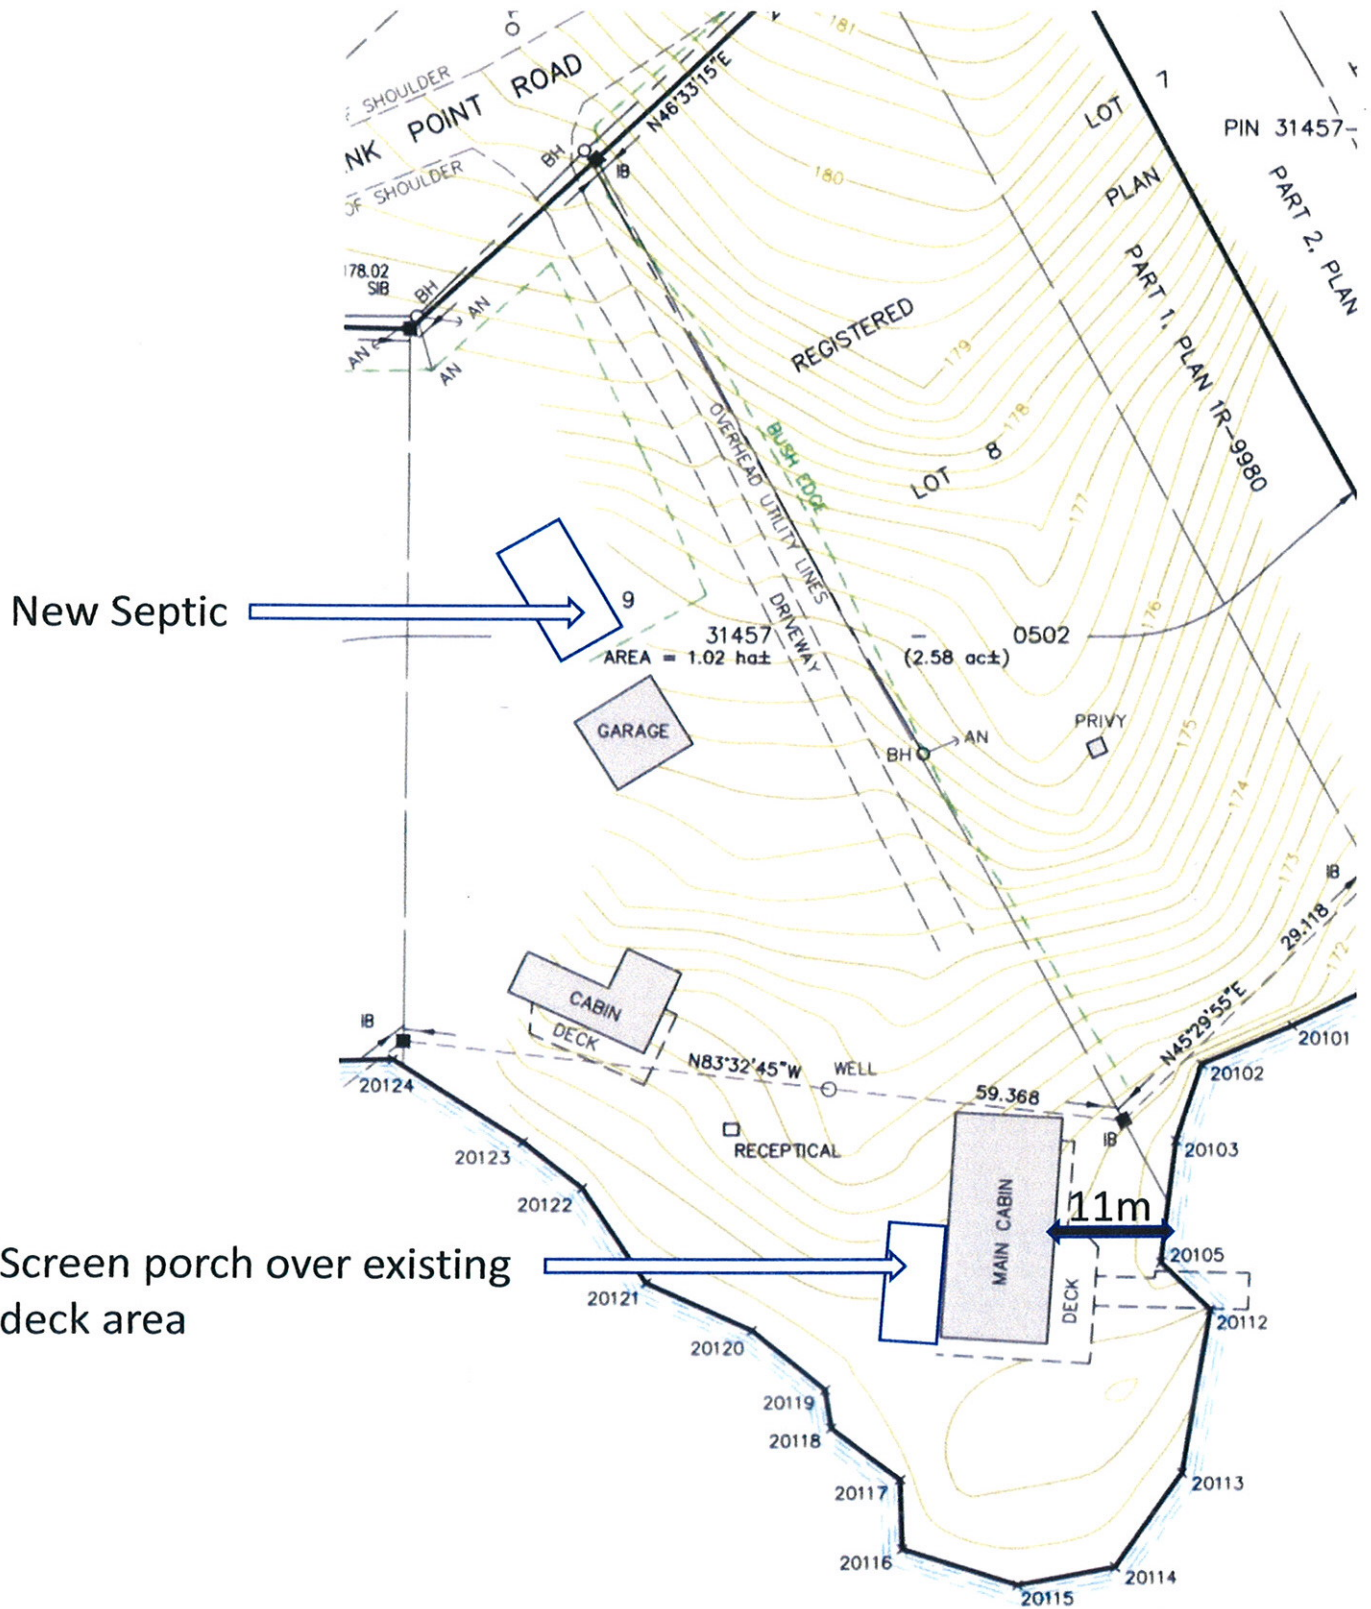 181
N46°33'15"E
SHOULDER
POINT ROAD
OF SHOULDER
BH
IB
7
LOT
PIN 31457-
PLAN
PART 2, PLAN
180
178.02
SIB
BH
AN
AN
AN
REGISTERED
PART 1, PLAN 1R-9980
179
178
LOT 8
177
BUSH EDGE
OVERHEAD UTILITY LINES
DRIVEWAY
New Septic
9
31457 - 0502
AREA = 1.02 ha± (2.58 ac±)
176
GARAGE
PRIVY
BH
AN
175
174
173
IB
29.118
172
CABIN
DECK
IB
N45°29'55"E
20101
20102
20124
N83°32'45"W
WELL
59.368
IB
20103
RECEPTICAL
20123
20122
MAIN CABIN
11m
20105
Screen porch over existing
deck area
DECK
20121
20112
20120
20119
20118
20117
20113
20116
20114
20115